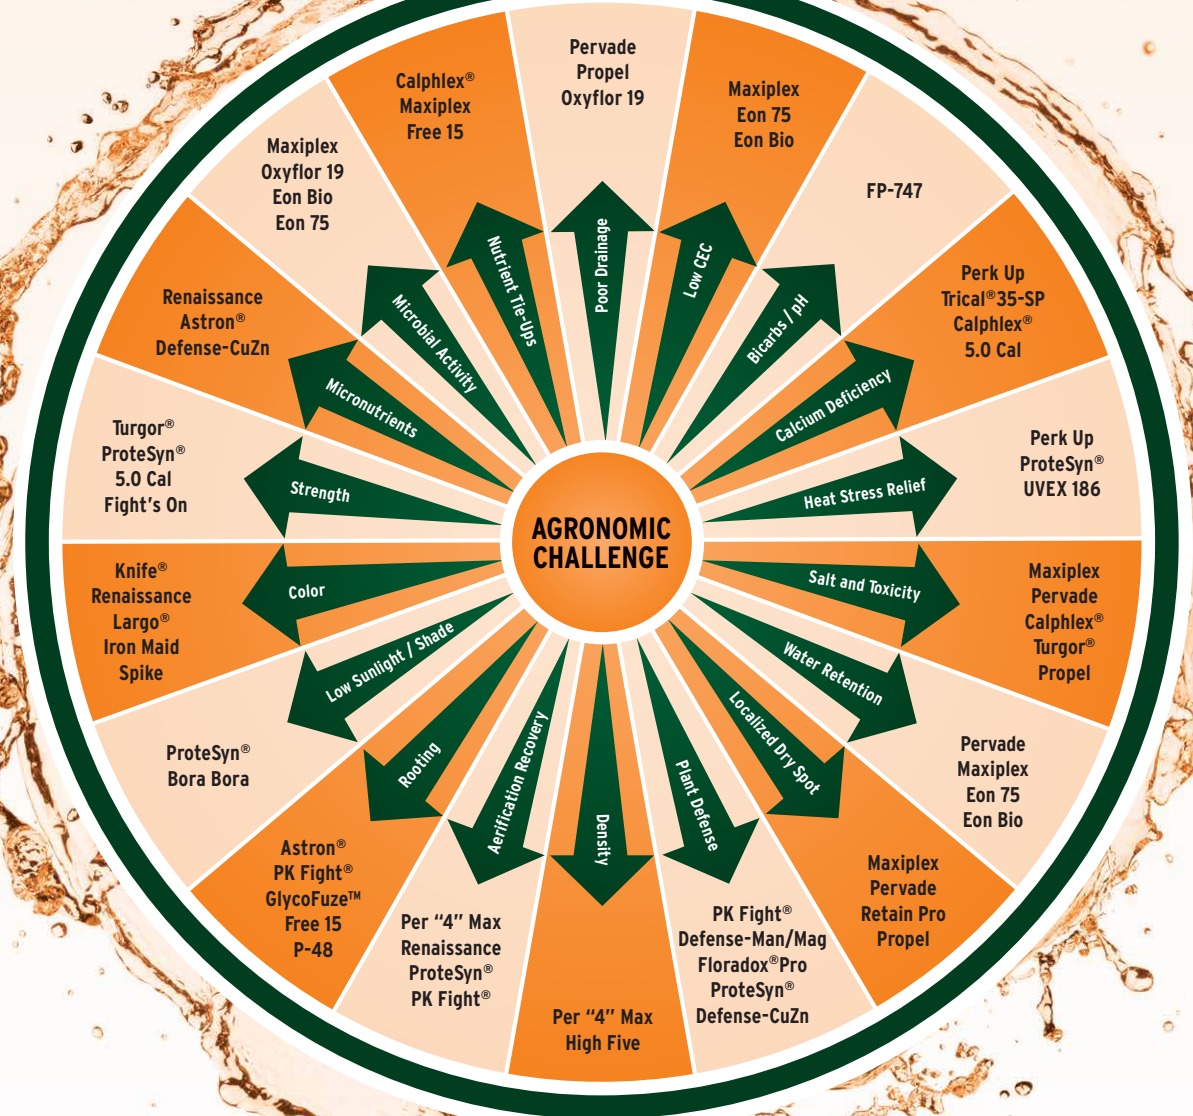 AGRONOMIC
CHALLENGE
Poor Drainage
Pervade
Propel
Oxyflor 19
Low CEC
Maxiplex
Eon 75
Eon Bio
Bicarbs / pH
FP-747
Calcium Deficiency
Perk Up
Trical®35-SP
Calphlex®
5.0 Cal
Heat Stress Relief
Perk Up
ProteSyn®
UVEX 186
Salt and Toxicity
Maxiplex
Pervade
Calphlex®
Turgor®
Propel
Water Retention
Pervade
Maxiplex
Eon 75
Eon Bio
Localized Dry Spot
Maxiplex
Pervade
Retain Pro
Propel
Plant Defense
PK Fight®
Defense-Man/Mag
Floradox®Pro
ProteSyn®
Defense-CuZn
Density
Per “4” Max
High Five
Aerification Recovery
Per “4” Max
Renaissance
ProteSyn®
PK Fight®
Rooting
Astron®
PK Fight®
GlycoFuze™
Free 15
P-48
Low Sunlight / Shade
ProteSyn®
Bora Bora
Color
Knife®
Renaissance
Largo®
Iron Maid
Spike
Strength
Turgor®
ProteSyn®
5.0 Cal
Fight's On
Micronutrients
Renaissance
Astron®
Defense-CuZn
Microbial Activity
Maxiplex
Oxyflor 19
Eon Bio
Eon 75
Nutrient Tie-Ups
Calphlex®
Maxiplex
Free 15